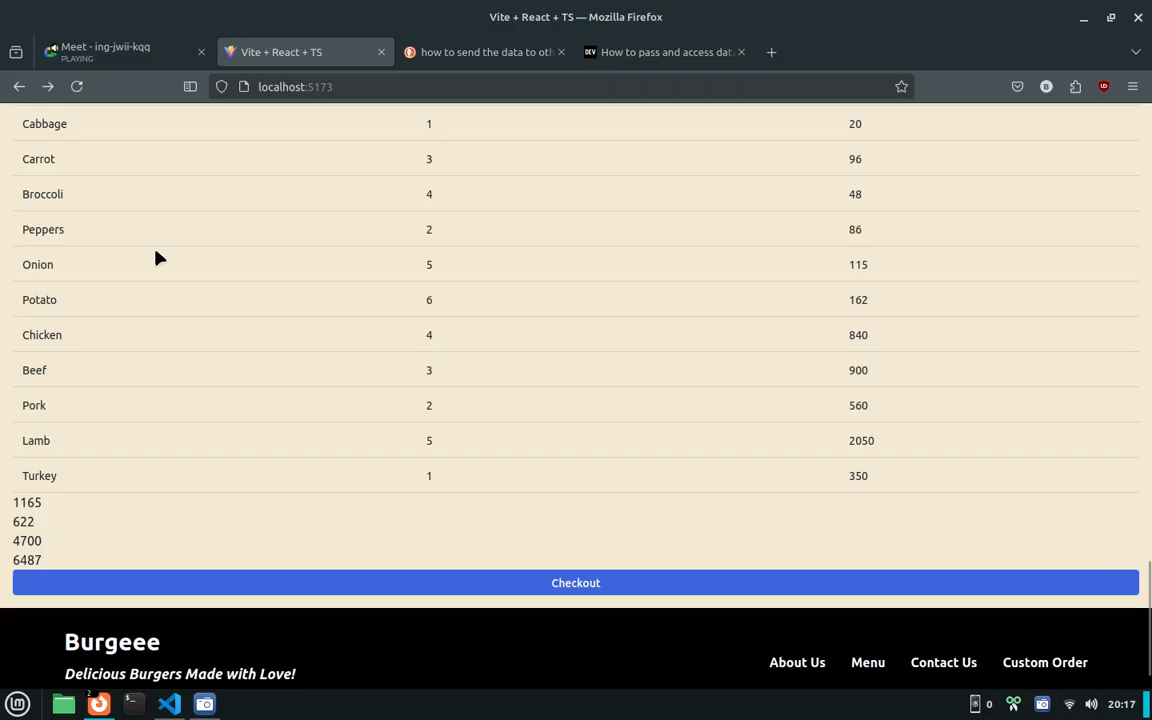 Vite + React + TS — Mozilla Firefox
Meet - ing-jwii-kqq
PLAYING
Vite + React + TS
how to send the data to oth
How to pass and access dat
localhost:5173
Cabbage 1 20
Carrot 3 96
Broccoli 4 48
Peppers 2 86
Onion 5 115
Potato 6 162
Chicken 4 840
Beef 3 900
Pork 2 560
Lamb 5 2050
Turkey 1 350
1165
622
4700
6487
Checkout
Burgeee
Delicious Burgers Made with Love!
About Us Menu Contact Us Custom Order
2
0
20:17